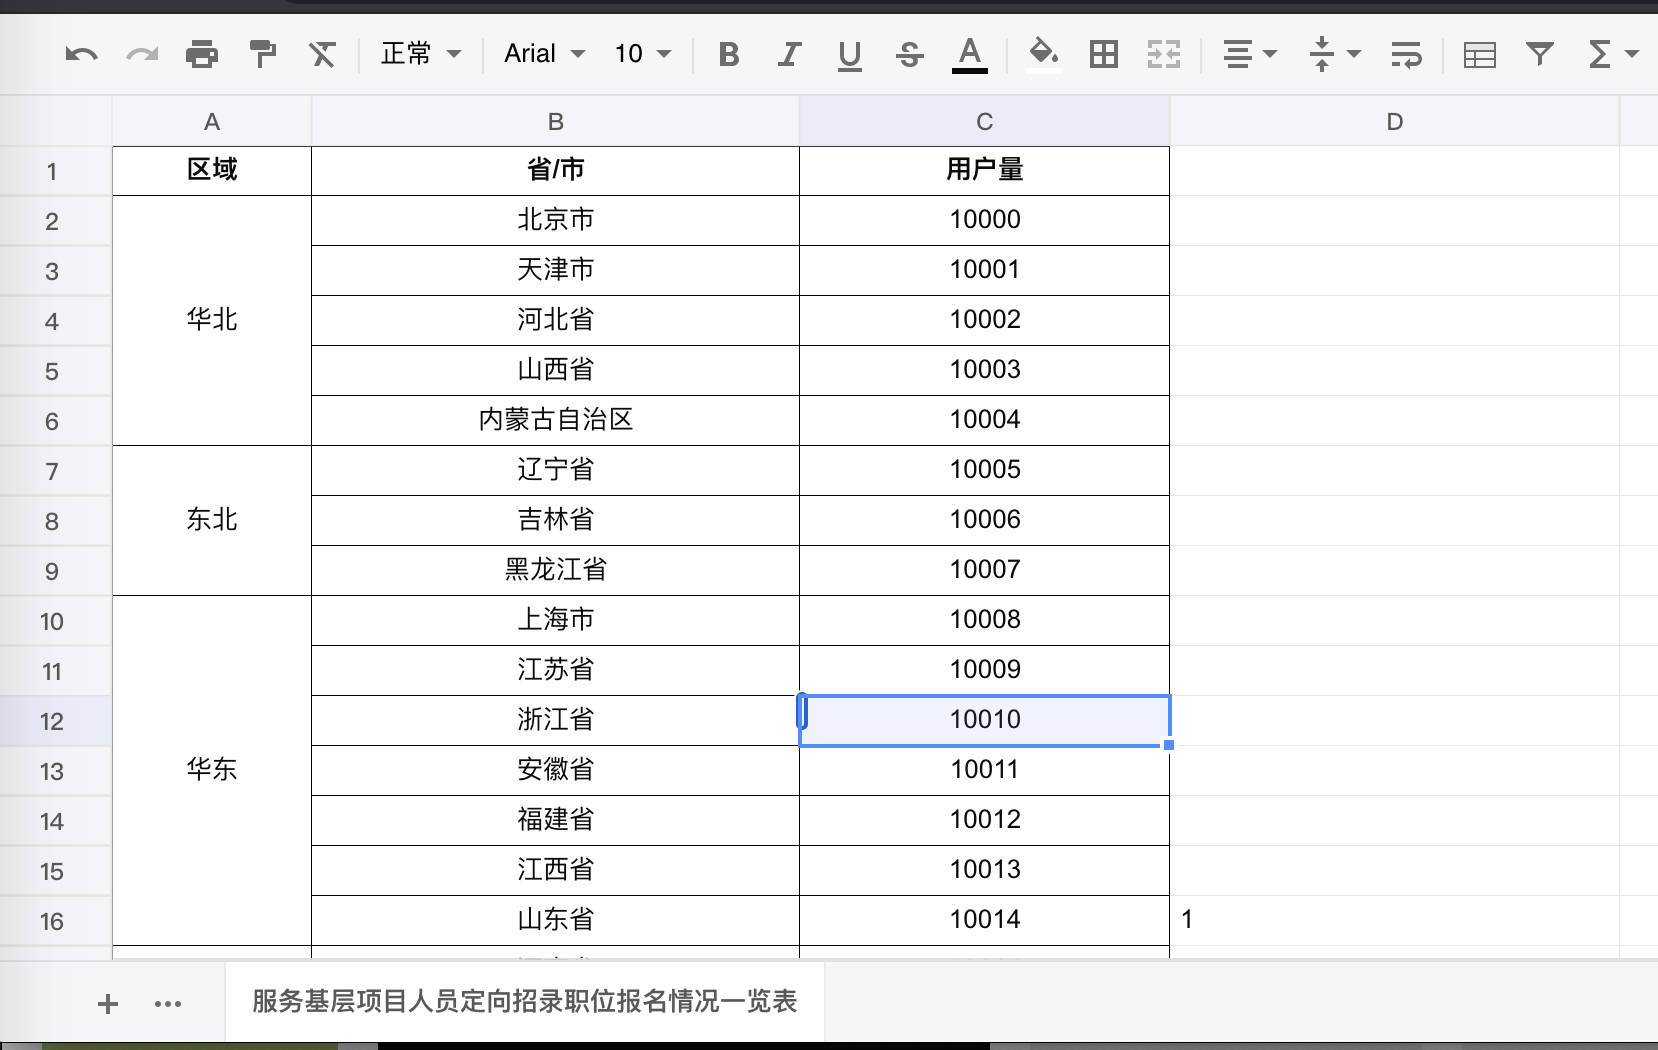 正常 Arial 10 B I U S A
A B C D
1 区域 省/市 用户量
2 北京市 10000
3 天津市 10001
4 华北 河北省 10002
5 山西省 10003
6 内蒙古自治区 10004
7 辽宁省 10005
8 东北 吉林省 10006
9 黑龙江省 10007
10 上海市 10008
11 江苏省 10009
12 浙江省 10010
13 华东 安徽省 10011
14 福建省 10012
15 江西省 10013
16 山东省 10014 1
服务基层项目人员定向招录职位报名情况一览表